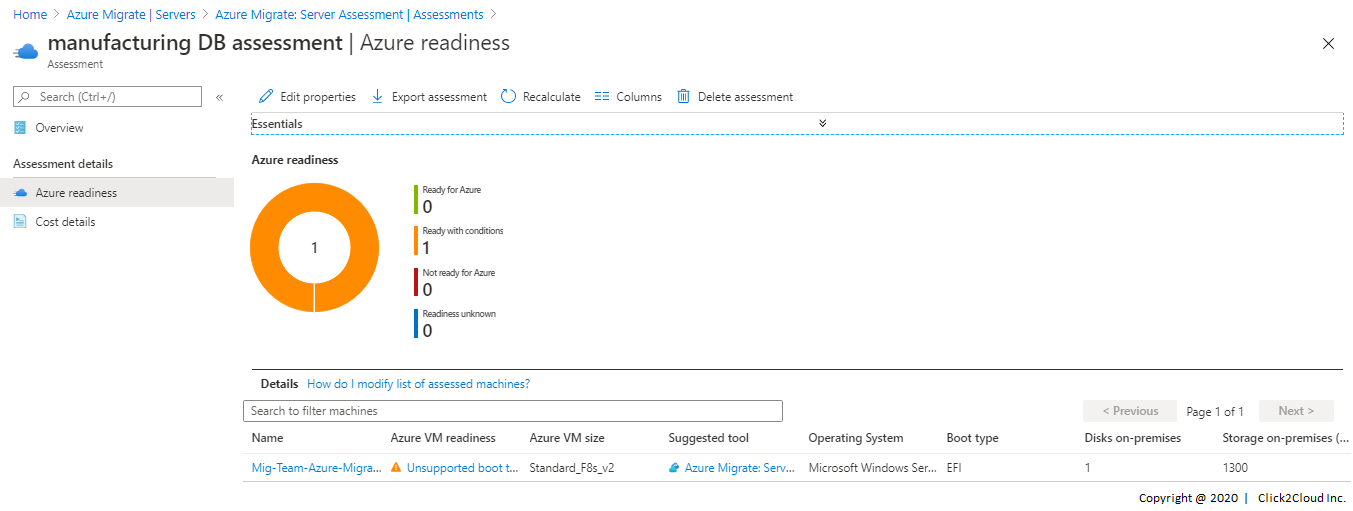 Home > Azure Migrate | Servers > Azure Migrate: Server Assessment | Assessments >
manufacturing DB assessment | Azure readiness
Assessment
Search (Ctrl+/)
Overview
Assessment details
Azure readiness
Cost details
Edit properties Export assessment Recalculate Columns Delete assessment
Essentials
Azure readiness
1
Ready for Azure
0
Ready with conditions
1
Not ready for Azure
0
Readiness unknown
0
Details How do I modify list of assessed machines?
Search to filter machines
< Previous Page 1 of 1 Next >
Name Azure VM readiness Azure VM size Suggested tool Operating System Boot type Disks on-premises Storage on-premises (...
Mig-Team-Azure-Migra... Unsupported boot t... Standard_F8s_v2 Azure Migrate: Serv... Microsoft Windows Ser... EFI 1 1300
Copyright @ 2020 | Click2Cloud Inc.